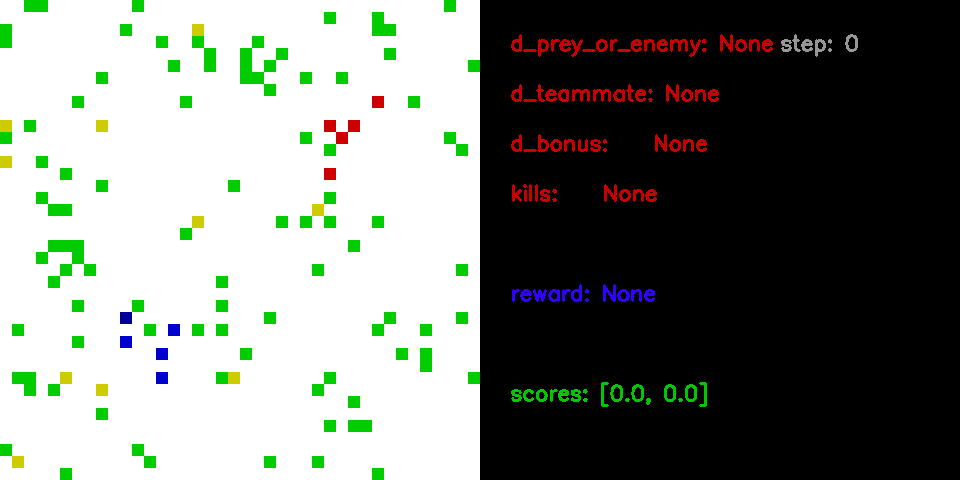 d_prey_or_enemy: None step: 0
d_teammate: None
d_bonus: None
kills: None
reward: None
scores: [0.0, 0.0]